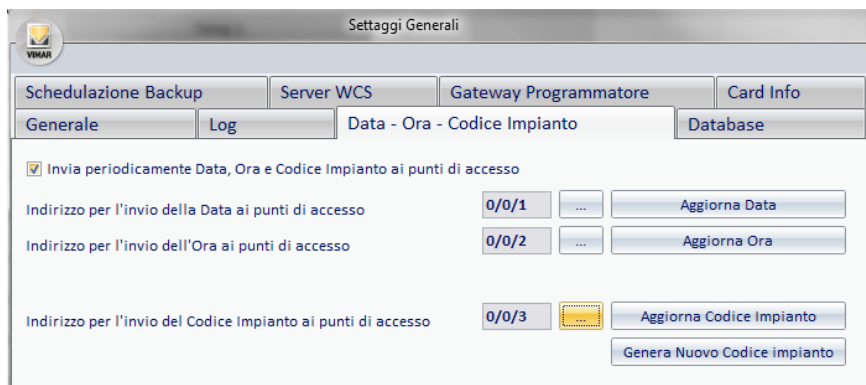 Settaggi Generali
VIMAR
Schedulazione Backup Server WCS Gateway Programmatore Card Info
Generale Log Data - Ora - Codice Impianto Database
Invia periodicamente Data, Ora e Codice Impianto ai punti di accesso
Indirizzo per l'invio della Data ai punti di accesso 0/0/1 ... Aggiorna Data
Indirizzo per l'invio dell'Ora ai punti di accesso 0/0/2 ... Aggiorna Ora
Indirizzo per l'invio del Codice Impianto ai punti di accesso 0/0/3 ... Aggiorna Codice Impianto
Genera Nuovo Codice impianto